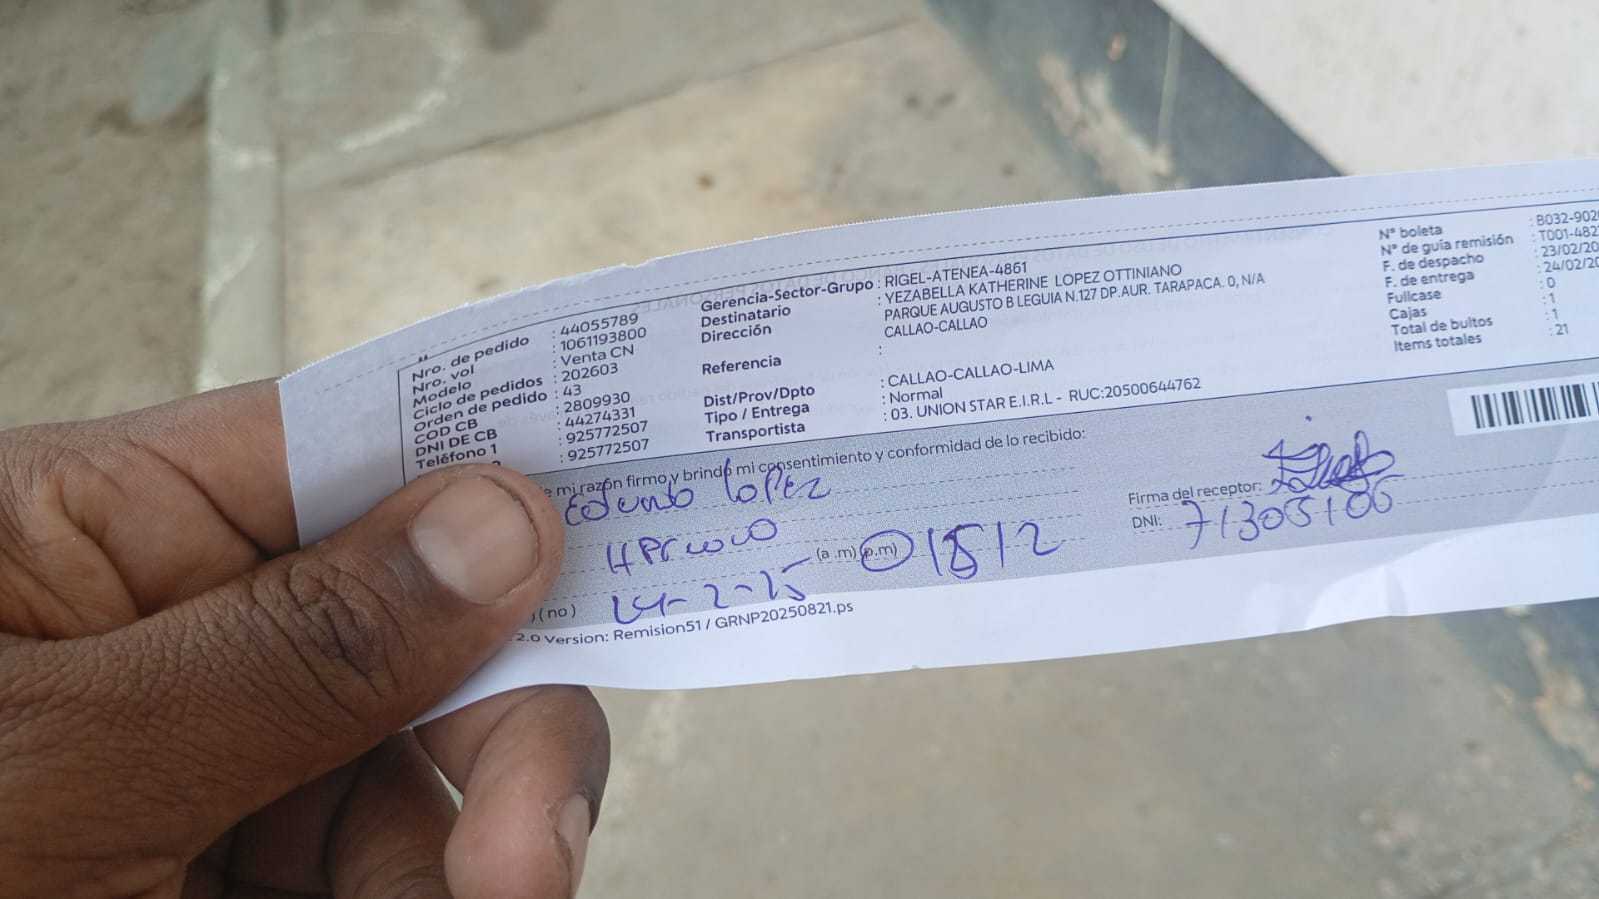 Nro. de pedido : 44055789
Nro. vol : 1061193800
Modelo : Venta CN
Ciclo de pedidos : 202603
Orden de pedido : 43
COD CB : 2809930
DNI DE CB : 44274331
Teléfono 1 : 925772507
: 925772507
Gerencia-Sector-Grupo : RIGEL-ATENEA-4861
Destinatario : YEZABELLA KATHERINE LOPEZ OTTINIANO
Dirección PARQUE AUGUSTO B LEGUIA N.127 DP.AUR. TARAPACA. 0, N/A
CALLAO-CALLAO
Referencia :
Dist/Prov/Dpto : CALLAO-CALLAO-LIMA
Tipo / Entrega : Normal
Transportista : 03. UNION STAR E.I.R.L - RUC:20500644762
N° boleta : B032-902
N° de guía remisión : T001-482
F. de despacho : 23/02/20
F. de entrega : 24/02/20
Fullcase : 0
Cajas : 1
Total de bultos : 1
Items totales : 21
e mi razón firmo y brindo mi consentimiento y conformidad de lo recibido:
Lopez
(a .m) (p.m) 1512
(no) 24-2-25
Firma del receptor:
DNI: 71305106
2.0 Version: Remision51 / GRNP20250821.ps